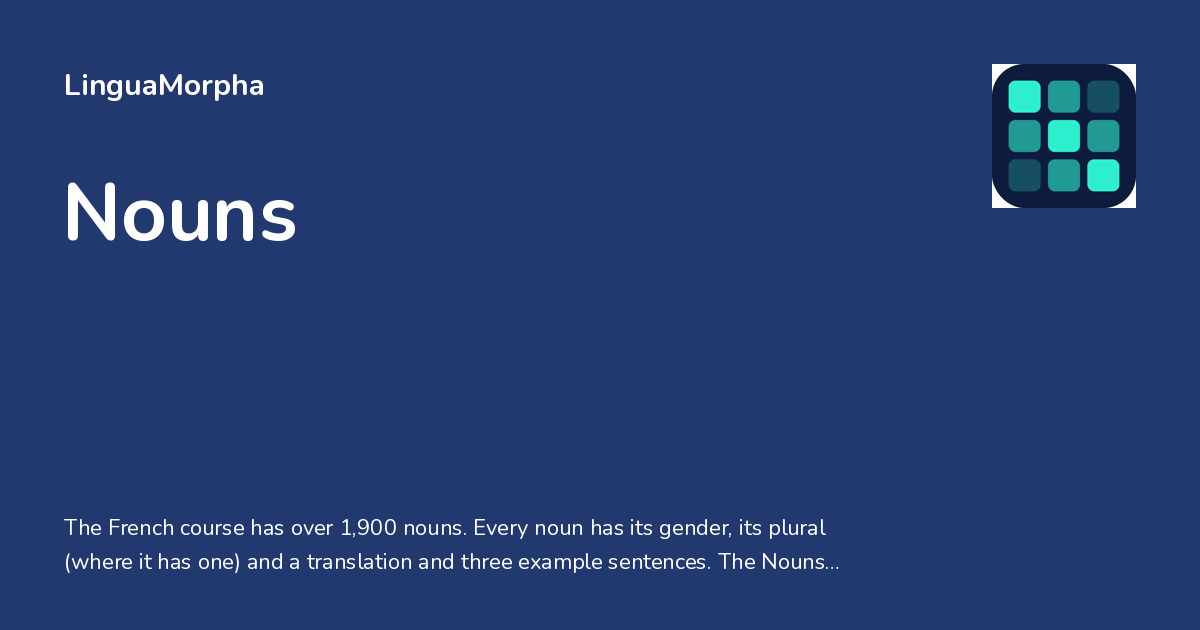 LinguaMorpha
Nouns
The French course has over 1,900 nouns. Every noun has its gender, its plural
(where it has one) and a translation and three example sentences. The Nouns...